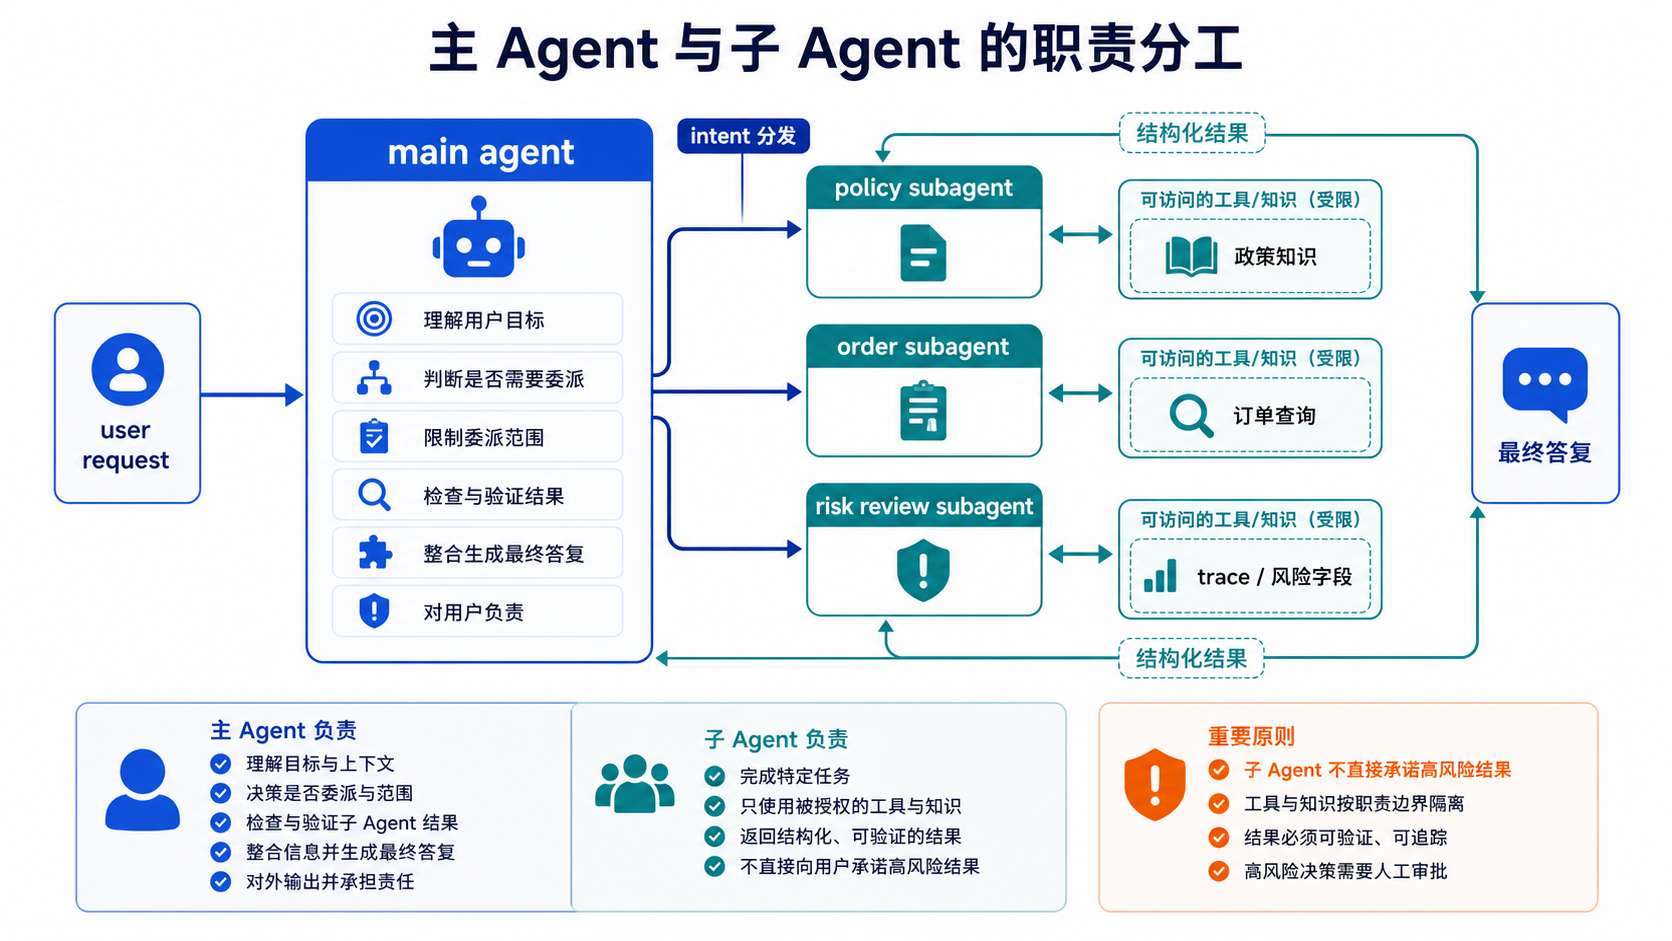 主 Agent 与子 Agent 的职责分工
main agent
理解用户目标
判断是否需要委派
限制委派范围
检查与验证结果
整合生成最终答复
对用户负责
user
request
intent 分发
policy subagent
order subagent
risk review subagent
结构化结果
可访问的工具/知识（受限）
政策知识
可访问的工具/知识（受限）
订单查询
可访问的工具/知识（受限）
trace / 风险字段
结构化结果
最终答复
主 Agent 负责
理解目标与上下文
决策是否委派与范围
检查与验证子 Agent 结果
整合信息并生成最终答复
对外输出并承担责任
子 Agent 负责
完成特定任务
只使用被授权的工具与知识
返回结构化、可验证的结果
不直接向用户承诺高风险结果
重要原则
子 Agent 不直接承诺高风险结果
工具与知识按职责边界隔离
结果必须可验证、可追踪
高风险决策需要人工审批